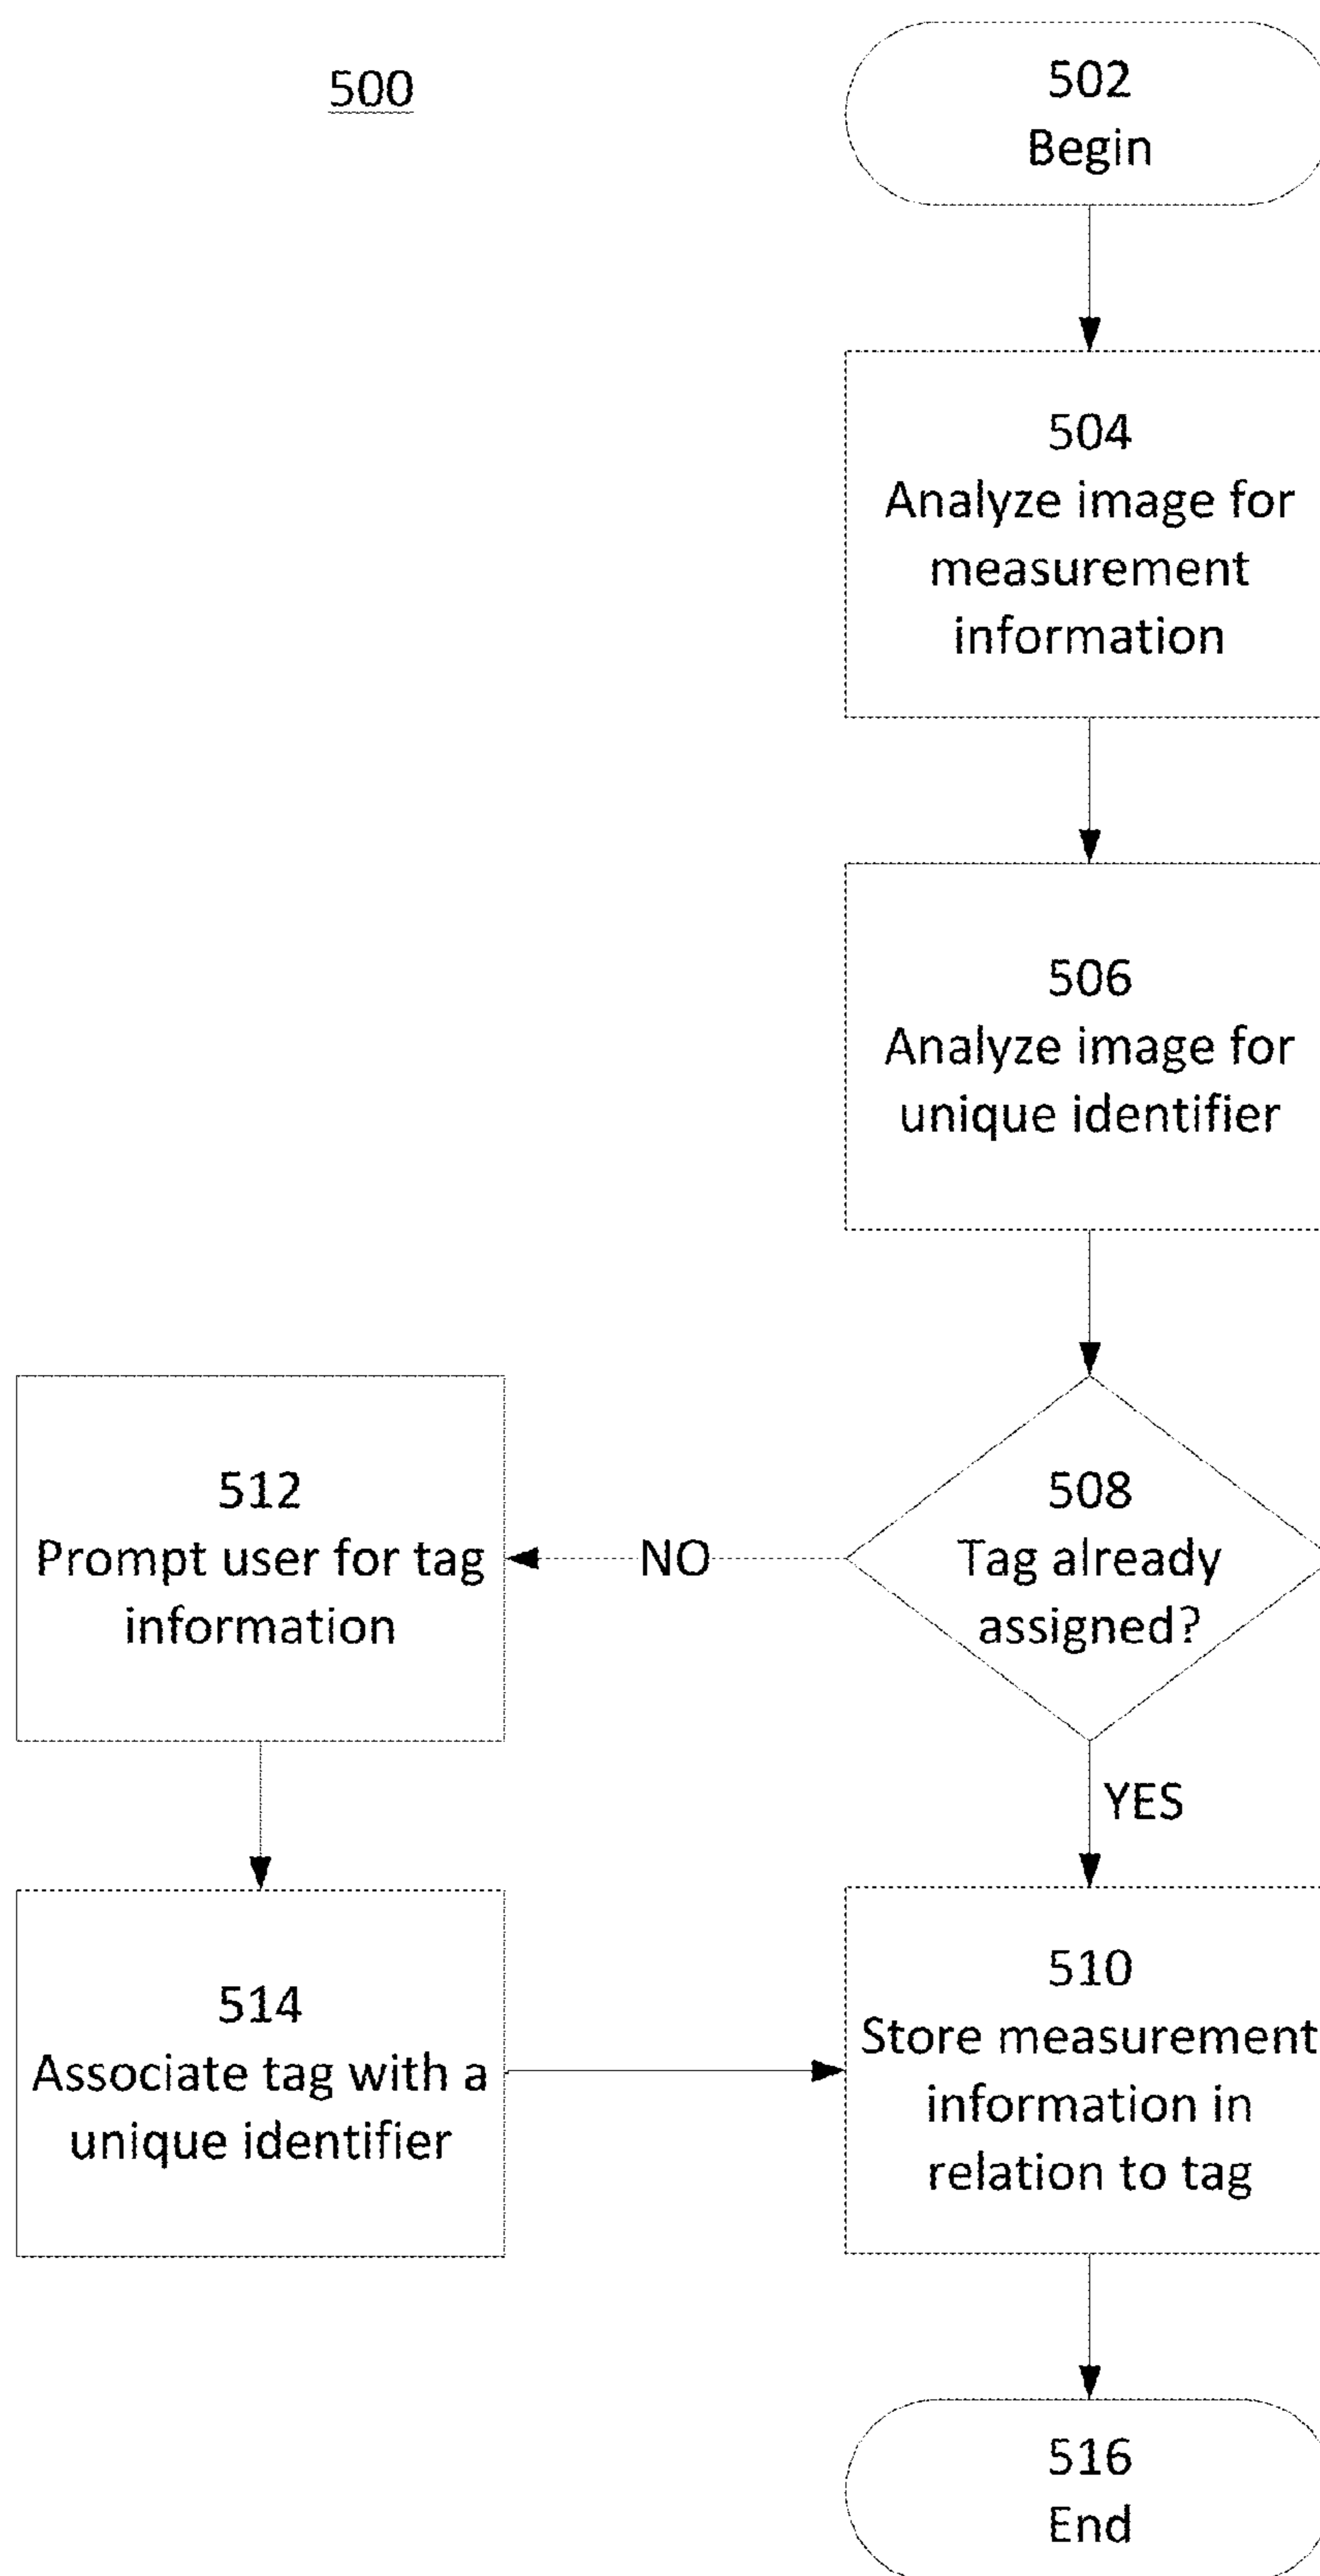 500
502
Begin
504
Analyze image for
measurement
information
506
Analyze image for
unique identifier
508
Tag already
assigned?
NO
512
Prompt user for tag
information
YES
514
Associate tag with a
unique identifier
510
Store measurement
information in
relation to tag
516
End